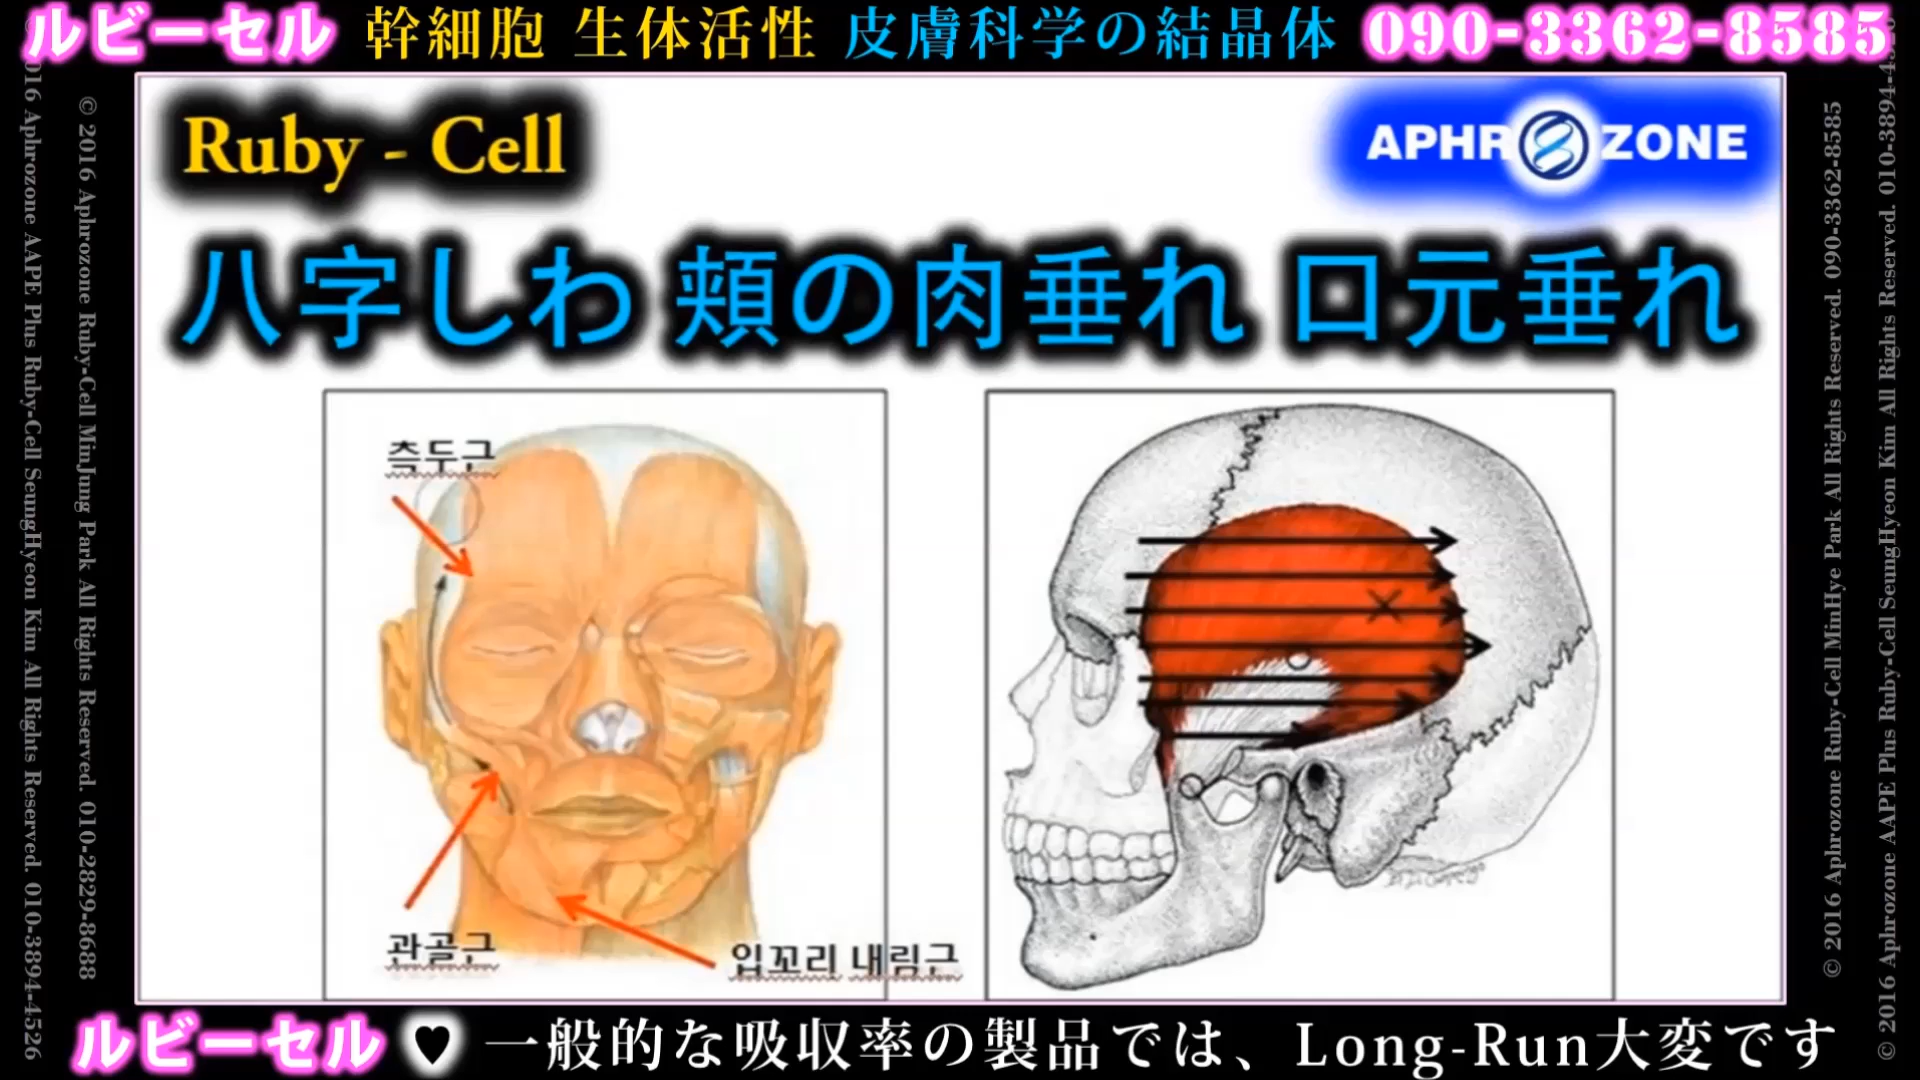 ルビーセル 幹細胞 生体活性 皮膚科学の結晶体 090-3362-8585
Ruby - Cell
APHROZONE
八字しわ 頬の肉垂れ 口元垂れ
측두근
관골근
입꼬리 내림근
ルビーセル ♥ 一般的な吸収率の製品では、Long-Run大変です
2016 Aphrozone AAPE Plus Ruby-Cell SeungHyeon Kim All Rights Reserved. 010-3894-4526
© 2016 Aphrozone Ruby-Cell MinJung Park All Rights Reserved. 010-2829-8688
© 2016 Aphrozone Ruby-Cell MinHye Park All Rights Reserved. 090-3362-8585
© 2016 Aphrozone AAPE Plus Ruby-Cell SeungHyeon Kim All Rights Reserved. 010-3894-4526